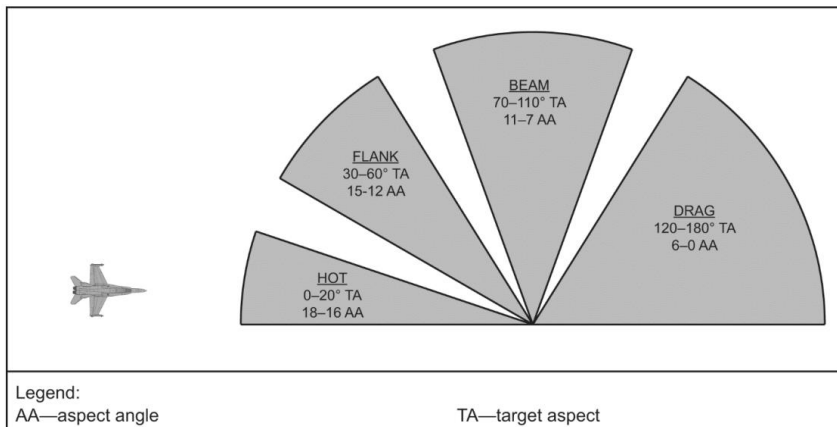 BEAM
70–110° TA
11–7 AA
FLANK
30–60° TA
15-12 AA
DRAG
120–180° TA
6–0 AA
HOT
0–20° TA
18–16 AA
Legend:
AA—aspect angle
TA—target aspect